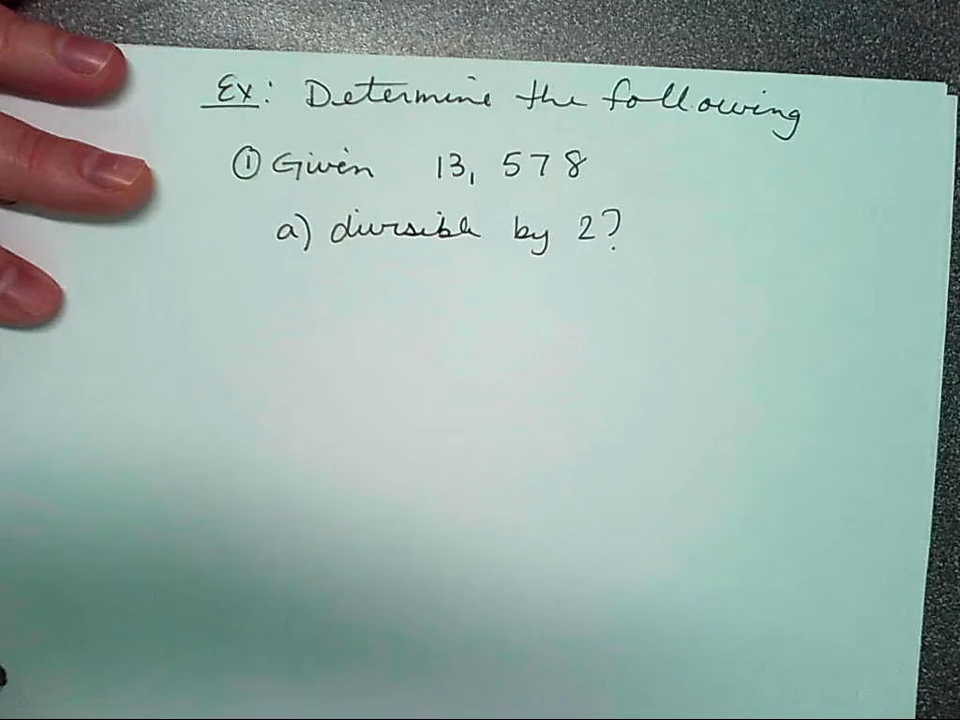 Ex: Determine the following
① Given 13, 578
a) divisible by 2?